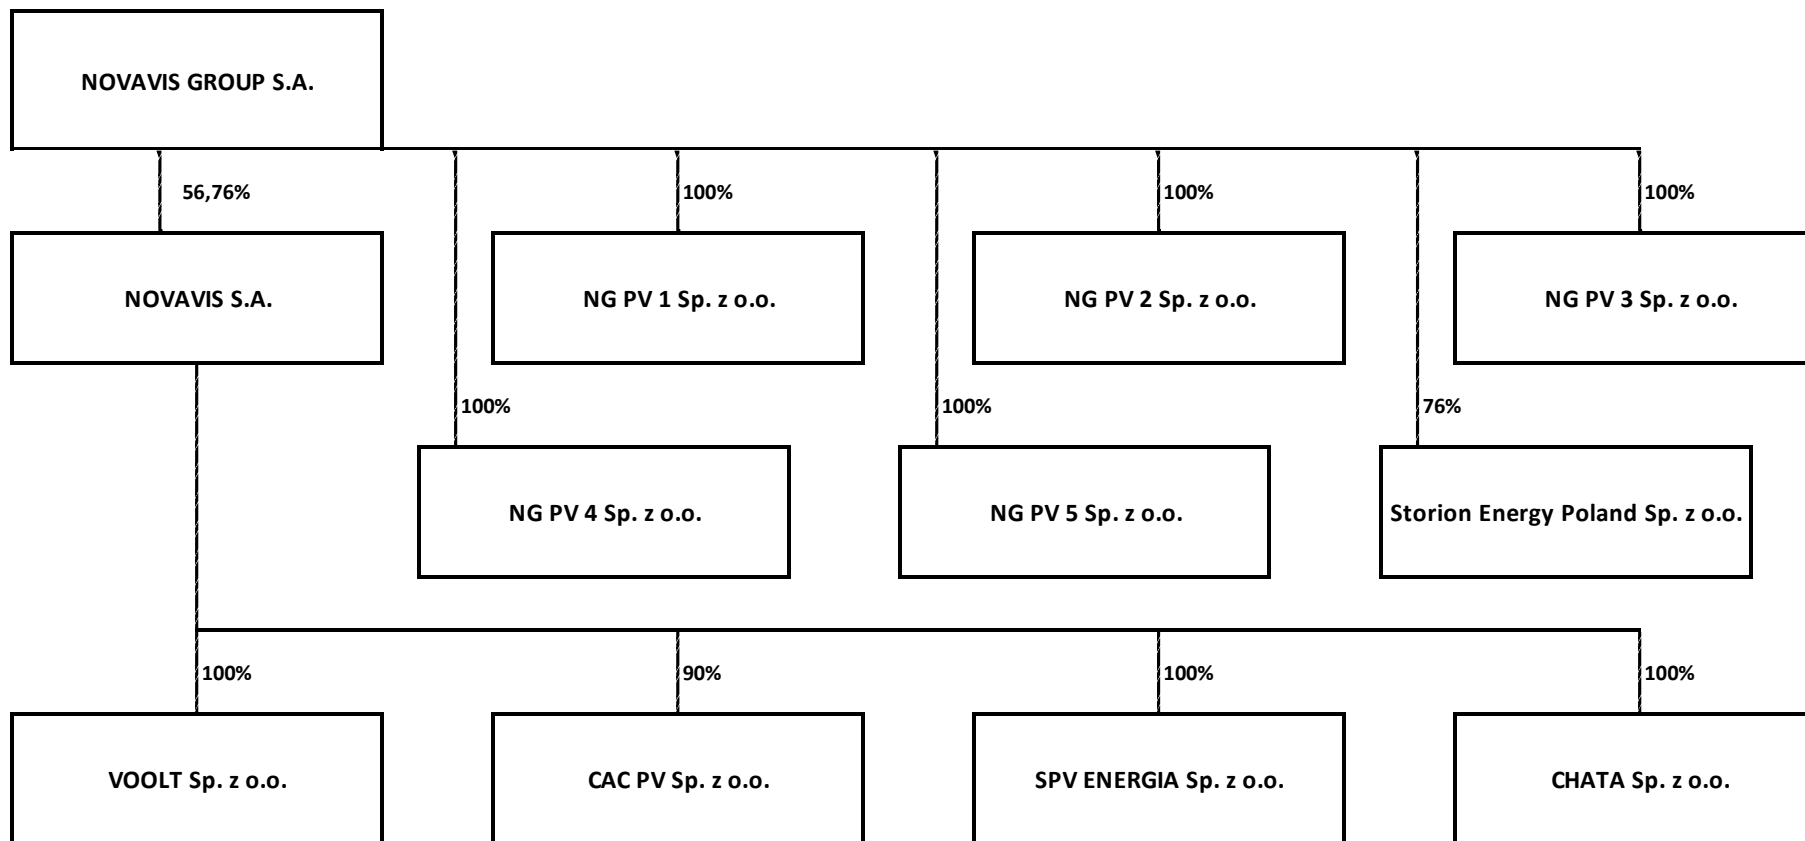 NOVAVIS GROUP S.A.
56,76%
100%
100%
100%
NOVAVIS S.A.
NG PV 1 Sp. z o.o.
NG PV 2 Sp. z o.o.
NG PV 3 Sp. z o.o.
100%
100%
76%
NG PV 4 Sp. z o.o.
NG PV 5 Sp. z o.o.
Storion Energy Poland Sp. z o.o.
100%
90%
100%
100%
VOOLT Sp. z o.o.
CAC PV Sp. z o.o.
SPV ENERGIA Sp. z o.o.
CHATA Sp. z o.o.